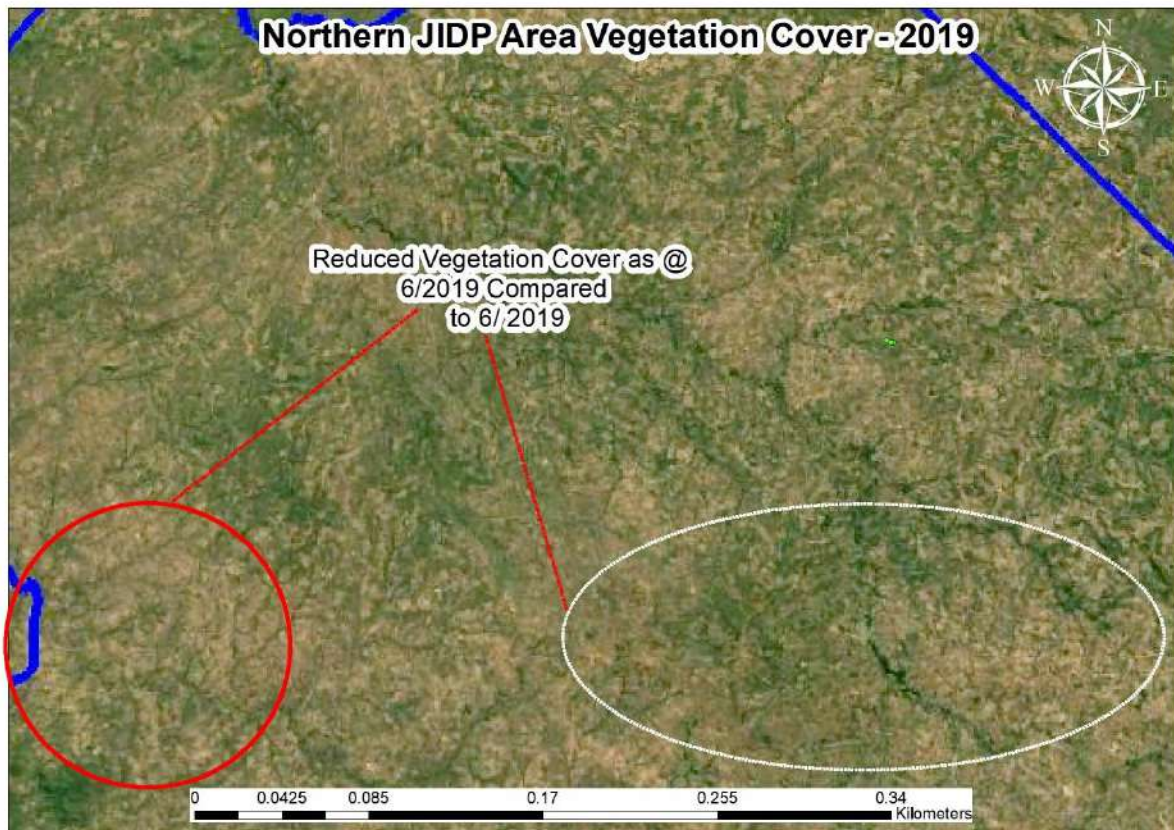 Northern JIDP Area Vegetation Cover - 2019
N
W E
S
Reduced Vegetation Cover as @
6/2019 Compared
to 6/ 2019
0 0.0425 0.085 0.17 0.255 0.34
Kilometers